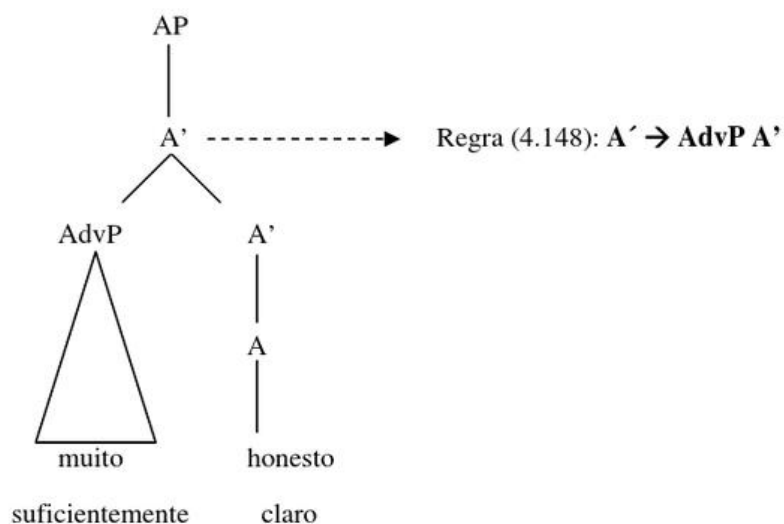 AP
A’ Regra (4.148): A´ → AdvP A’
AdvP A’
A
muito honesto
suficientemente claro